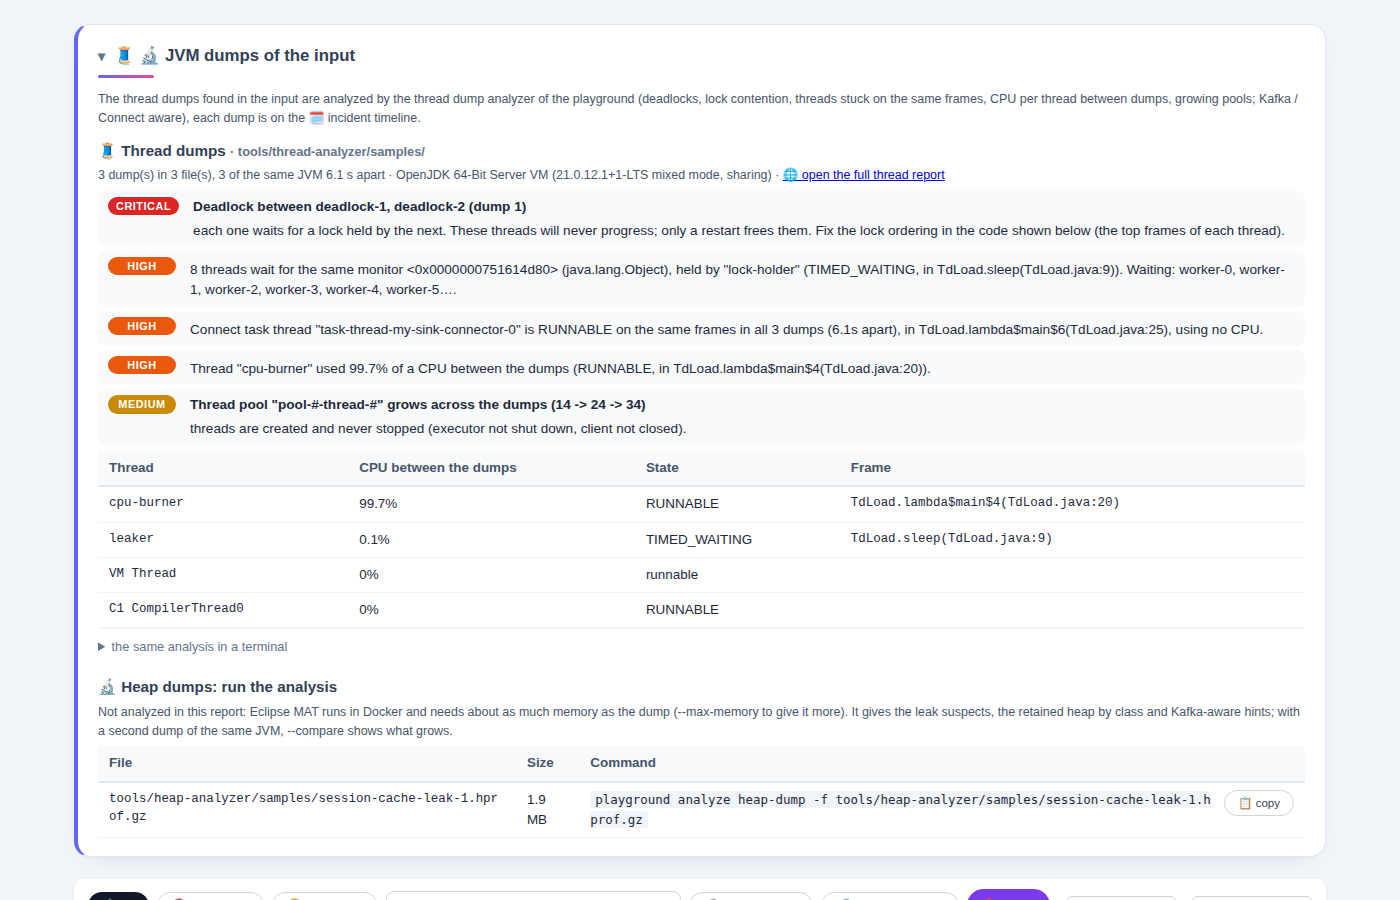 ▼ 🧵 🔬 JVM dumps of the input
The thread dumps found in the input are analyzed by the thread dump analyzer of the playground (deadlocks, lock contention, threads stuck on the same frames, CPU per thread between dumps, growing pools; Kafka /
Connect aware), each dump is on the 🗓️ incident timeline.
🧵 Thread dumps · tools/thread-analyzer/samples/
3 dump(s) in 3 file(s), 3 of the same JVM 6.1 s apart · OpenJDK 64-Bit Server VM (21.0.12.1+1-LTS mixed mode, sharing) · 🌐 open the full thread report
CRITICAL Deadlock between deadlock-1, deadlock-2 (dump 1)
each one waits for a lock held by the next. These threads will never progress; only a restart frees them. Fix the lock ordering in the code shown below (the top frames of each thread).
HIGH 8 threads wait for the same monitor <0x0000000751614d80> (java.lang.Object), held by "lock-holder" (TIMED_WAITING, in TdLoad.sleep(TdLoad.java:9)). Waiting: worker-0, worker-
1, worker-2, worker-3, worker-4, worker-5….
HIGH Connect task thread "task-thread-my-sink-connector-0" is RUNNABLE on the same frames in all 3 dumps (6.1s apart), in TdLoad.lambda$main$6(TdLoad.java:25), using no CPU.
HIGH Thread "cpu-burner" used 99.7% of a CPU between the dumps (RUNNABLE, in TdLoad.lambda$main$4(TdLoad.java:20)).
MEDIUM Thread pool "pool-#-thread-#" grows across the dumps (14 -> 24 -> 34)
threads are created and never stopped (executor not shut down, client not closed).
Thread CPU between the dumps State Frame
cpu-burner 99.7% RUNNABLE TdLoad.lambda$main$4(TdLoad.java:20)
leaker 0.1% TIMED_WAITING TdLoad.sleep(TdLoad.java:9)
VM Thread 0% runnable
C1 CompilerThread0 0% RUNNABLE
▶ the same analysis in a terminal
🔬 Heap dumps: run the analysis
Not analyzed in this report: Eclipse MAT runs in Docker and needs about as much memory as the dump (--max-memory to give it more). It gives the leak suspects, the retained heap by class and Kafka-aware hints; with
a second dump of the same JVM, --compare shows what grows.
File Size Command
tools/heap-analyzer/samples/session-cache-leak-1.hpr 1.9 playground analyze heap-dump -f tools/heap-analyzer/samples/session-cache-leak-1.h 📋 copy
of.gz MB prof.gz